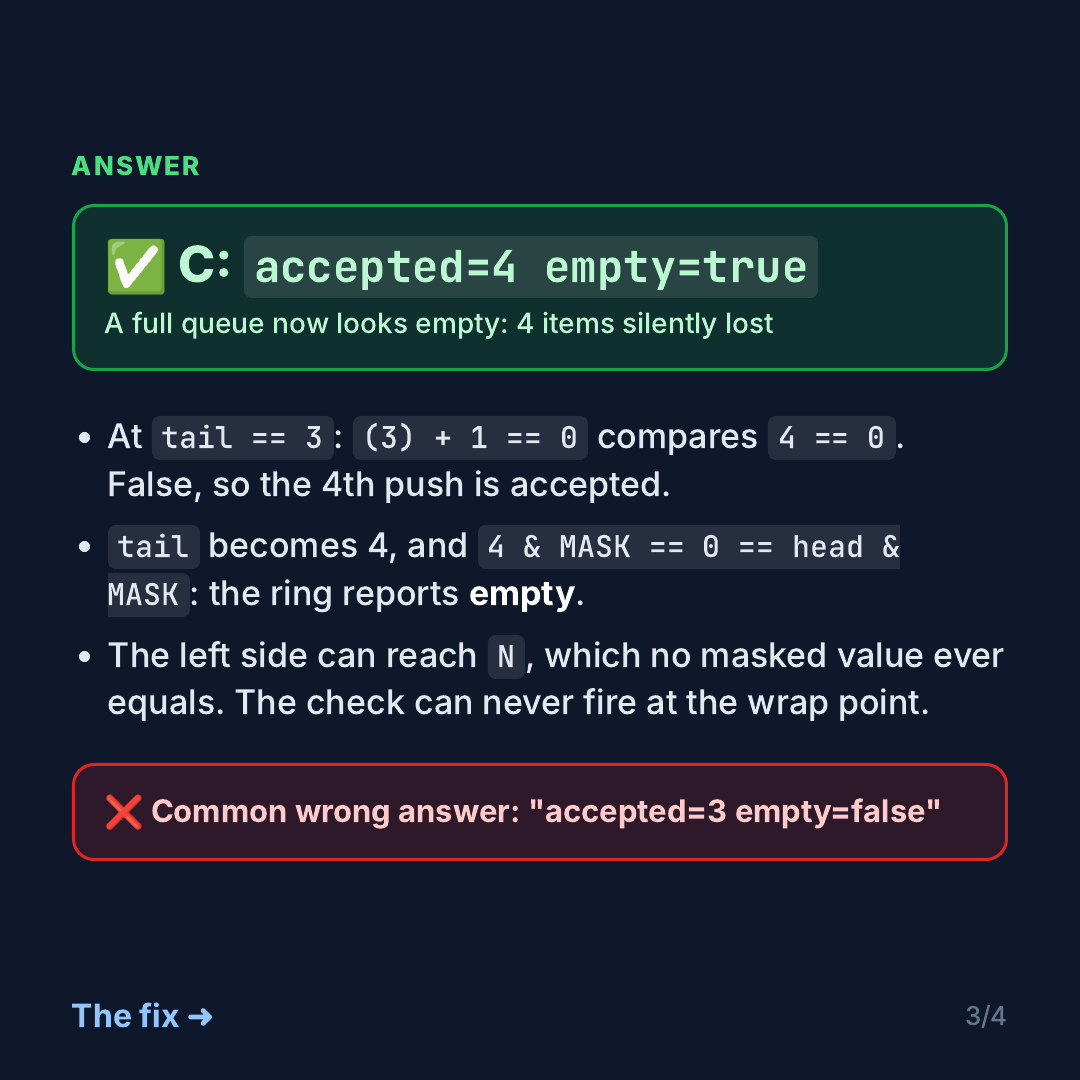 ANSWER
✅ C: accepted=4 empty=true
A full queue now looks empty: 4 items silently lost
• At tail == 3: (3) + 1 == 0 compares 4 == 0.
False, so the 4th push is accepted.
• tail becomes 4, and 4 & MASK == 0 == head &
MASK: the ring reports empty.
• The left side can reach N, which no masked value ever
equals. The check can never fire at the wrap point.
❌ Common wrong answer: "accepted=3 empty=false"
The fix ➜
3/4